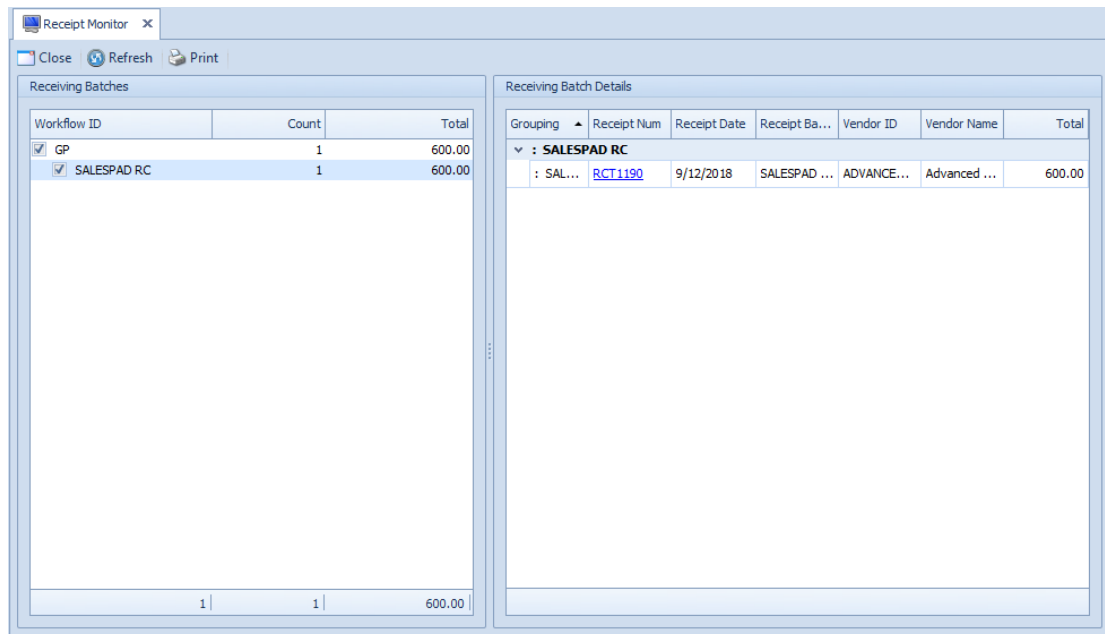 Receipt Monitor
Close Refresh Print
Receiving Batches
Workflow ID Count Total
GP 1 600.00
SALESPAD RC 1 600.00
1 1 600.00
Receiving Batch Details
Grouping Receipt Num Receipt Date Receipt Ba... Vendor ID Vendor Name Total
: SALESPAD RC
: SAL... RCT1190 9/12/2018 SALESPAD ... ADVANCE... Advanced ... 600.00